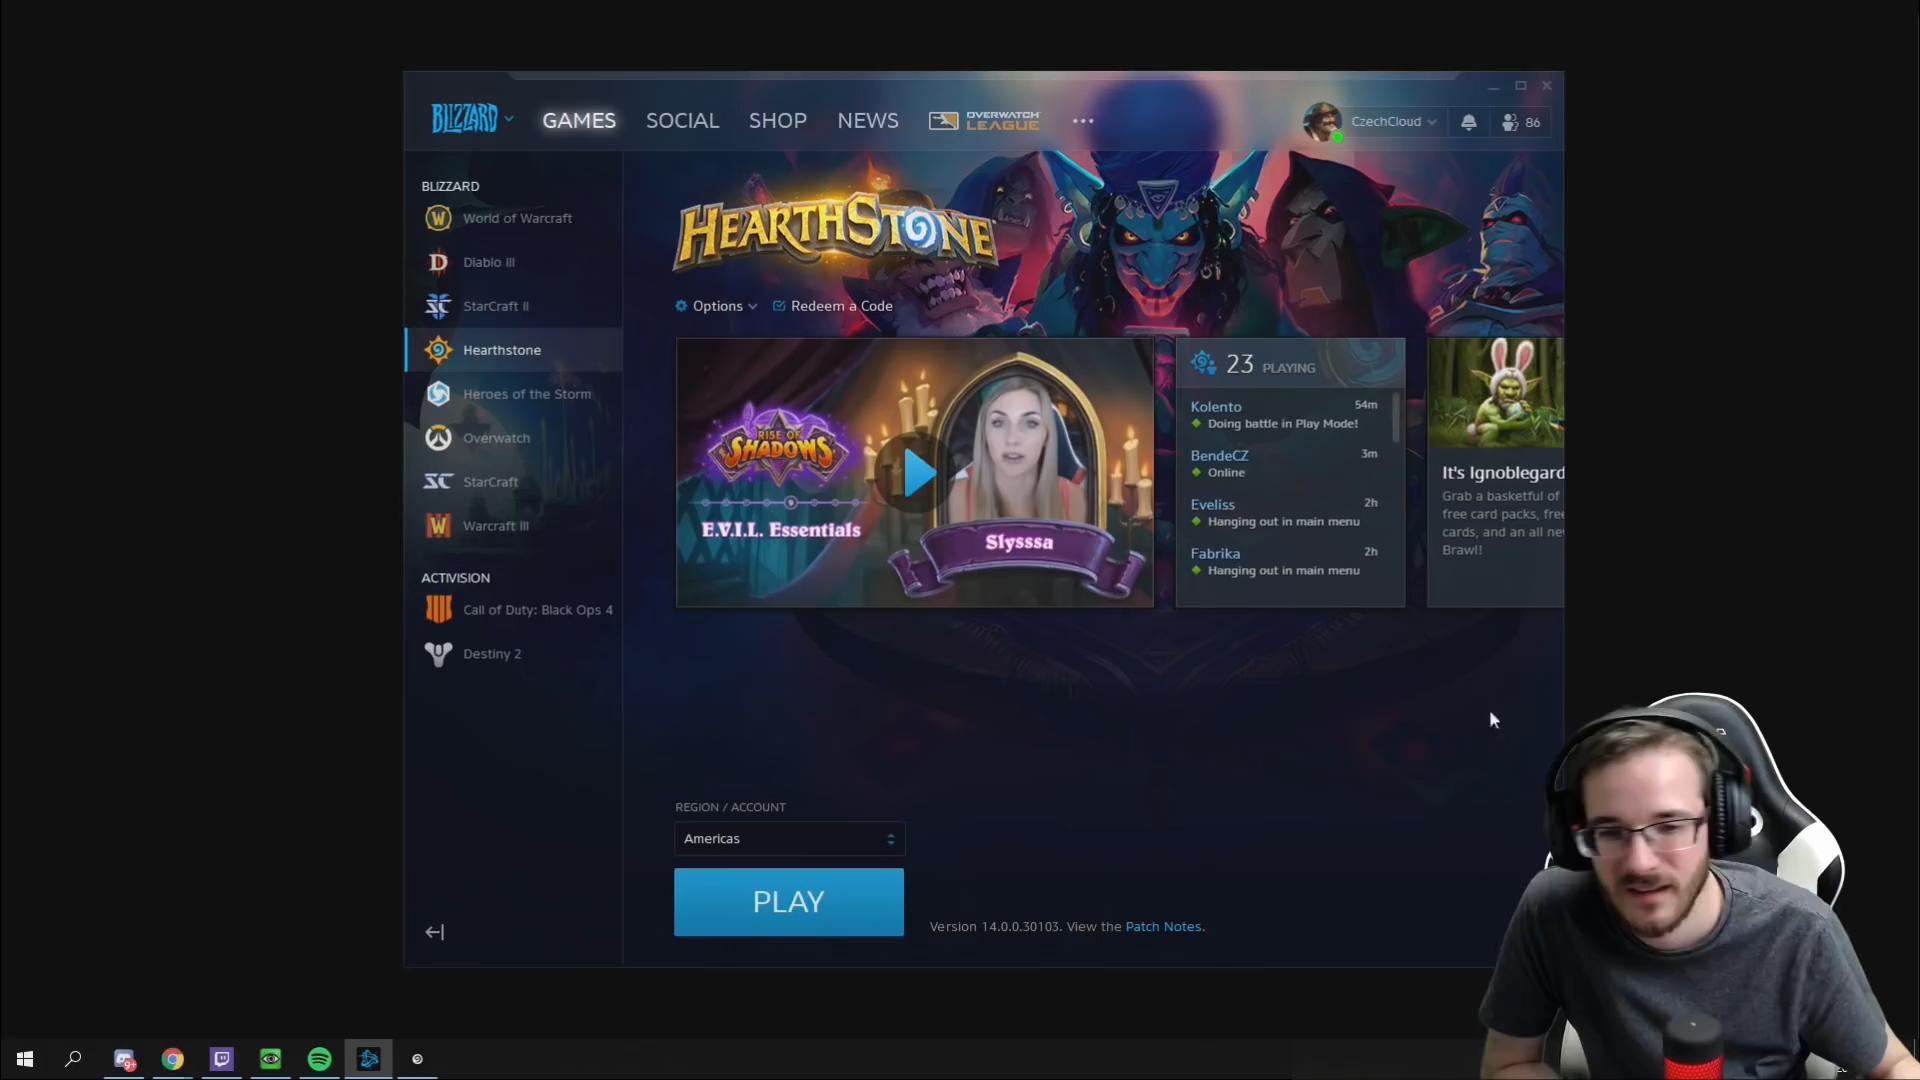 BLIZZARD
GAMES
SOCIAL
SHOP
NEWS
OVERWATCH
LEAGUE
CzechCloud
86
BLIZZARD
World of Warcraft
Diablo III
StarCraft II
Hearthstone
Heroes of the Storm
Overwatch
StarCraft
Warcraft III
ACTIVISION
Call of Duty: Black Ops 4
Destiny 2
HEARTHSTONE
Options
Redeem a Code
RISE OF
SHADOWS
E.V.I.L. Essentials
Slysssa
23 PLAYING
Kolento 54m
Doing battle in Play Mode!
BendeCZ 3m
Online
Eveliss 2h
Hanging out in main menu
Fabrika 2h
Hanging out in main menu
It's Ignoblegard
Grab a basketful of
free card packs, free
cards, and an all new
Brawl!
REGION / ACCOUNT
Americas
PLAY
Version 14.0.0.30103. View the Patch Notes.
9+